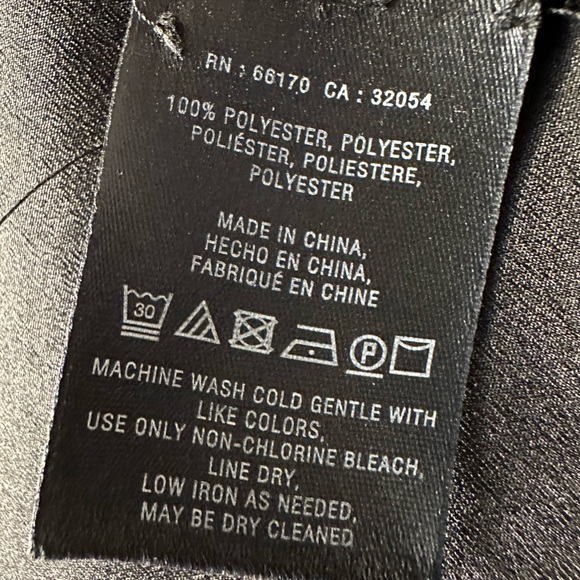 RN : 66170 CA : 32054
100% POLYESTER, POLYESTER,
POLIÉSTER, POLIESTERE,
POLYESTER
MADE IN CHINA,
HECHO EN CHINA,
FABRIQUÉ EN CHINE
30 P
MACHINE WASH COLD GENTLE WITH
LIKE COLORS,
USE ONLY NON-CHLORINE BLEACH,
LINE DRY,
LOW IRON AS NEEDED,
MAY BE DRY CLEANED